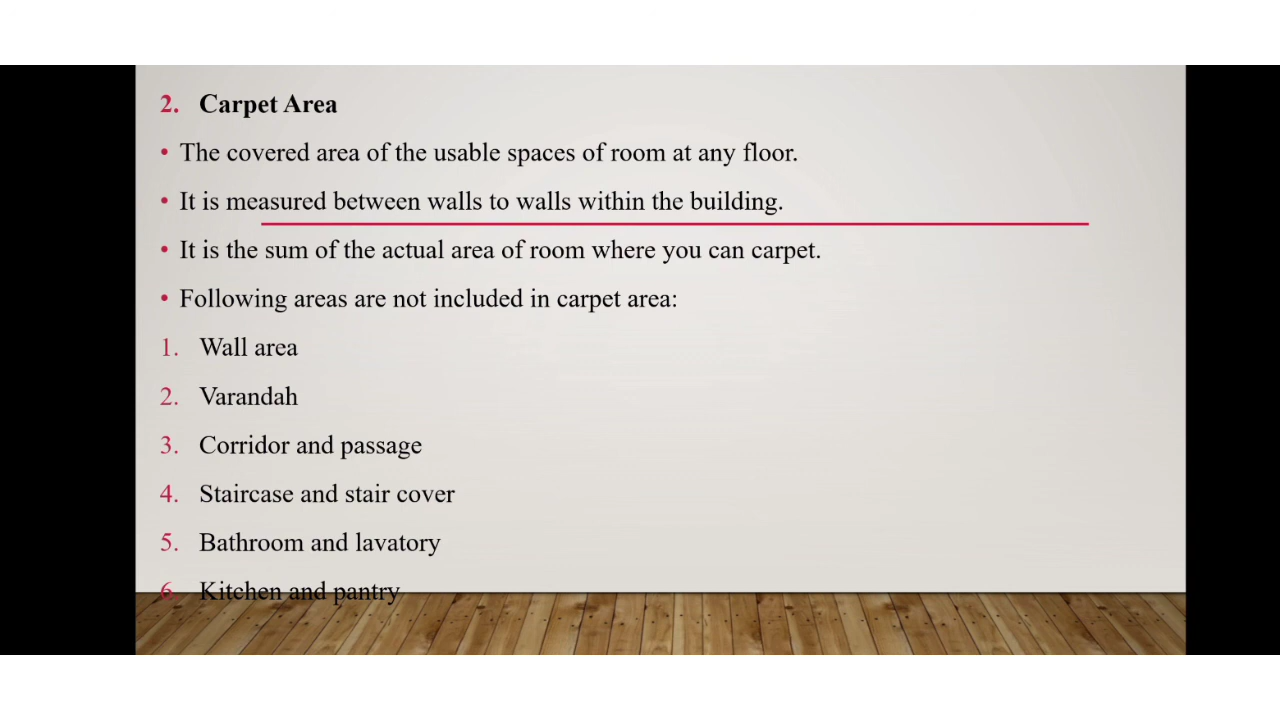 2. Carpet Area
• The covered area of the usable spaces of room at any floor.
• It is measured between walls to walls within the building.
• It is the sum of the actual area of room where you can carpet.
• Following areas are not included in carpet area:
1. Wall area
2. Varandah
3. Corridor and passage
4. Staircase and stair cover
5. Bathroom and lavatory
6. Kitchen and pantry